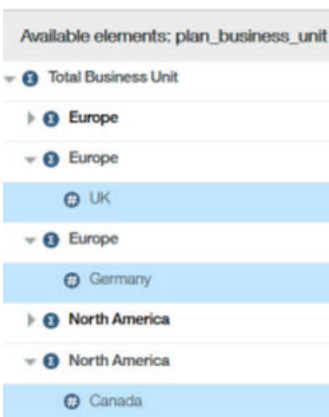 Available elements: plan_business_unit
Total Business Unit
Europe
Europe
UK
Europe
Germany
North America
North America
Canada